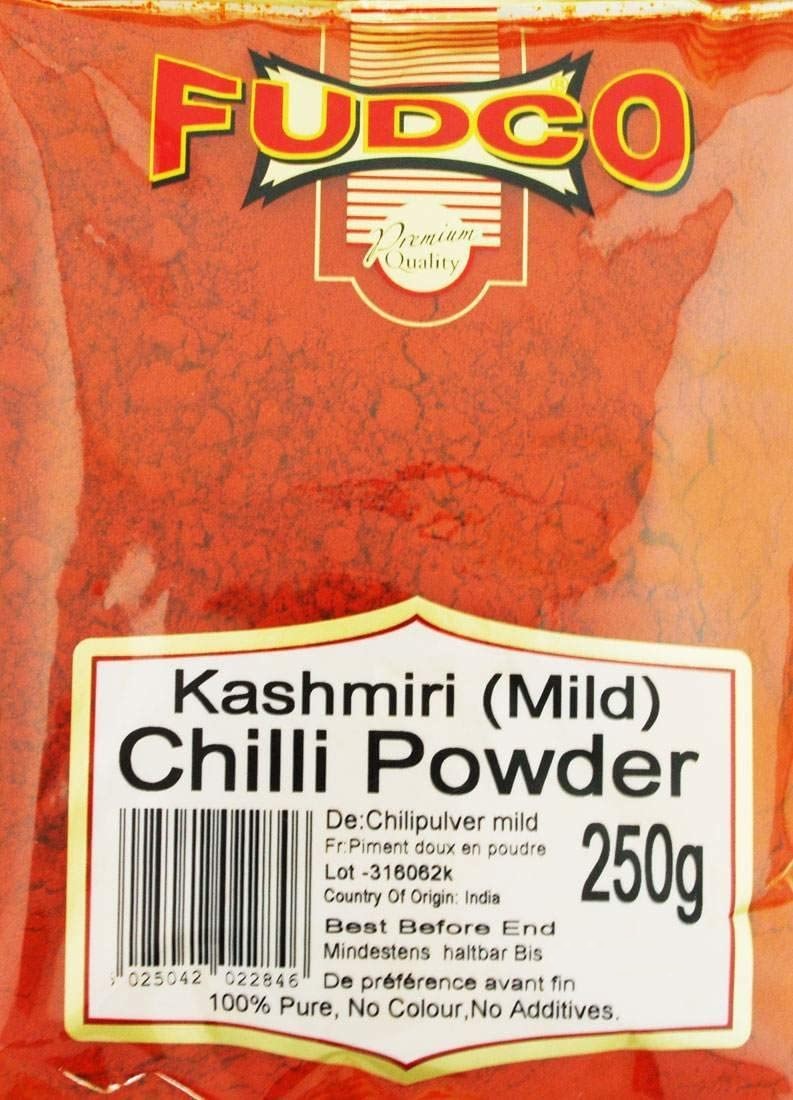 FUDCO
®
Premium
Quality
Kashmiri (Mild)
Chilli Powder
De:Chilipulver mild
Fr:Piment doux en poudre
250g
Lot -316062k
Country Of Origin: India
Best Before End
Mindestens haltbar Bis
025042 022846
De préférence avant fin
100% Pure, No Colour,No Additives.